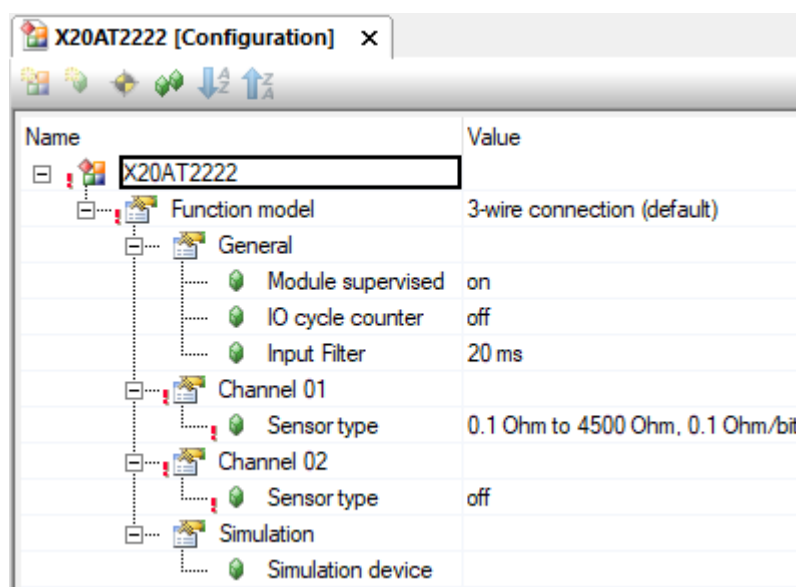 X20AT2222 [Configuration] ×
Name Value
X20AT2222
Function model 3-wire connection (default)
General
Module supervised on
IO cycle counter off
Input Filter 20 ms
Channel 01
Sensor type 0.1 Ohm to 4500 Ohm, 0.1 Ohm/bit
Channel 02
Sensor type off
Simulation
Simulation device